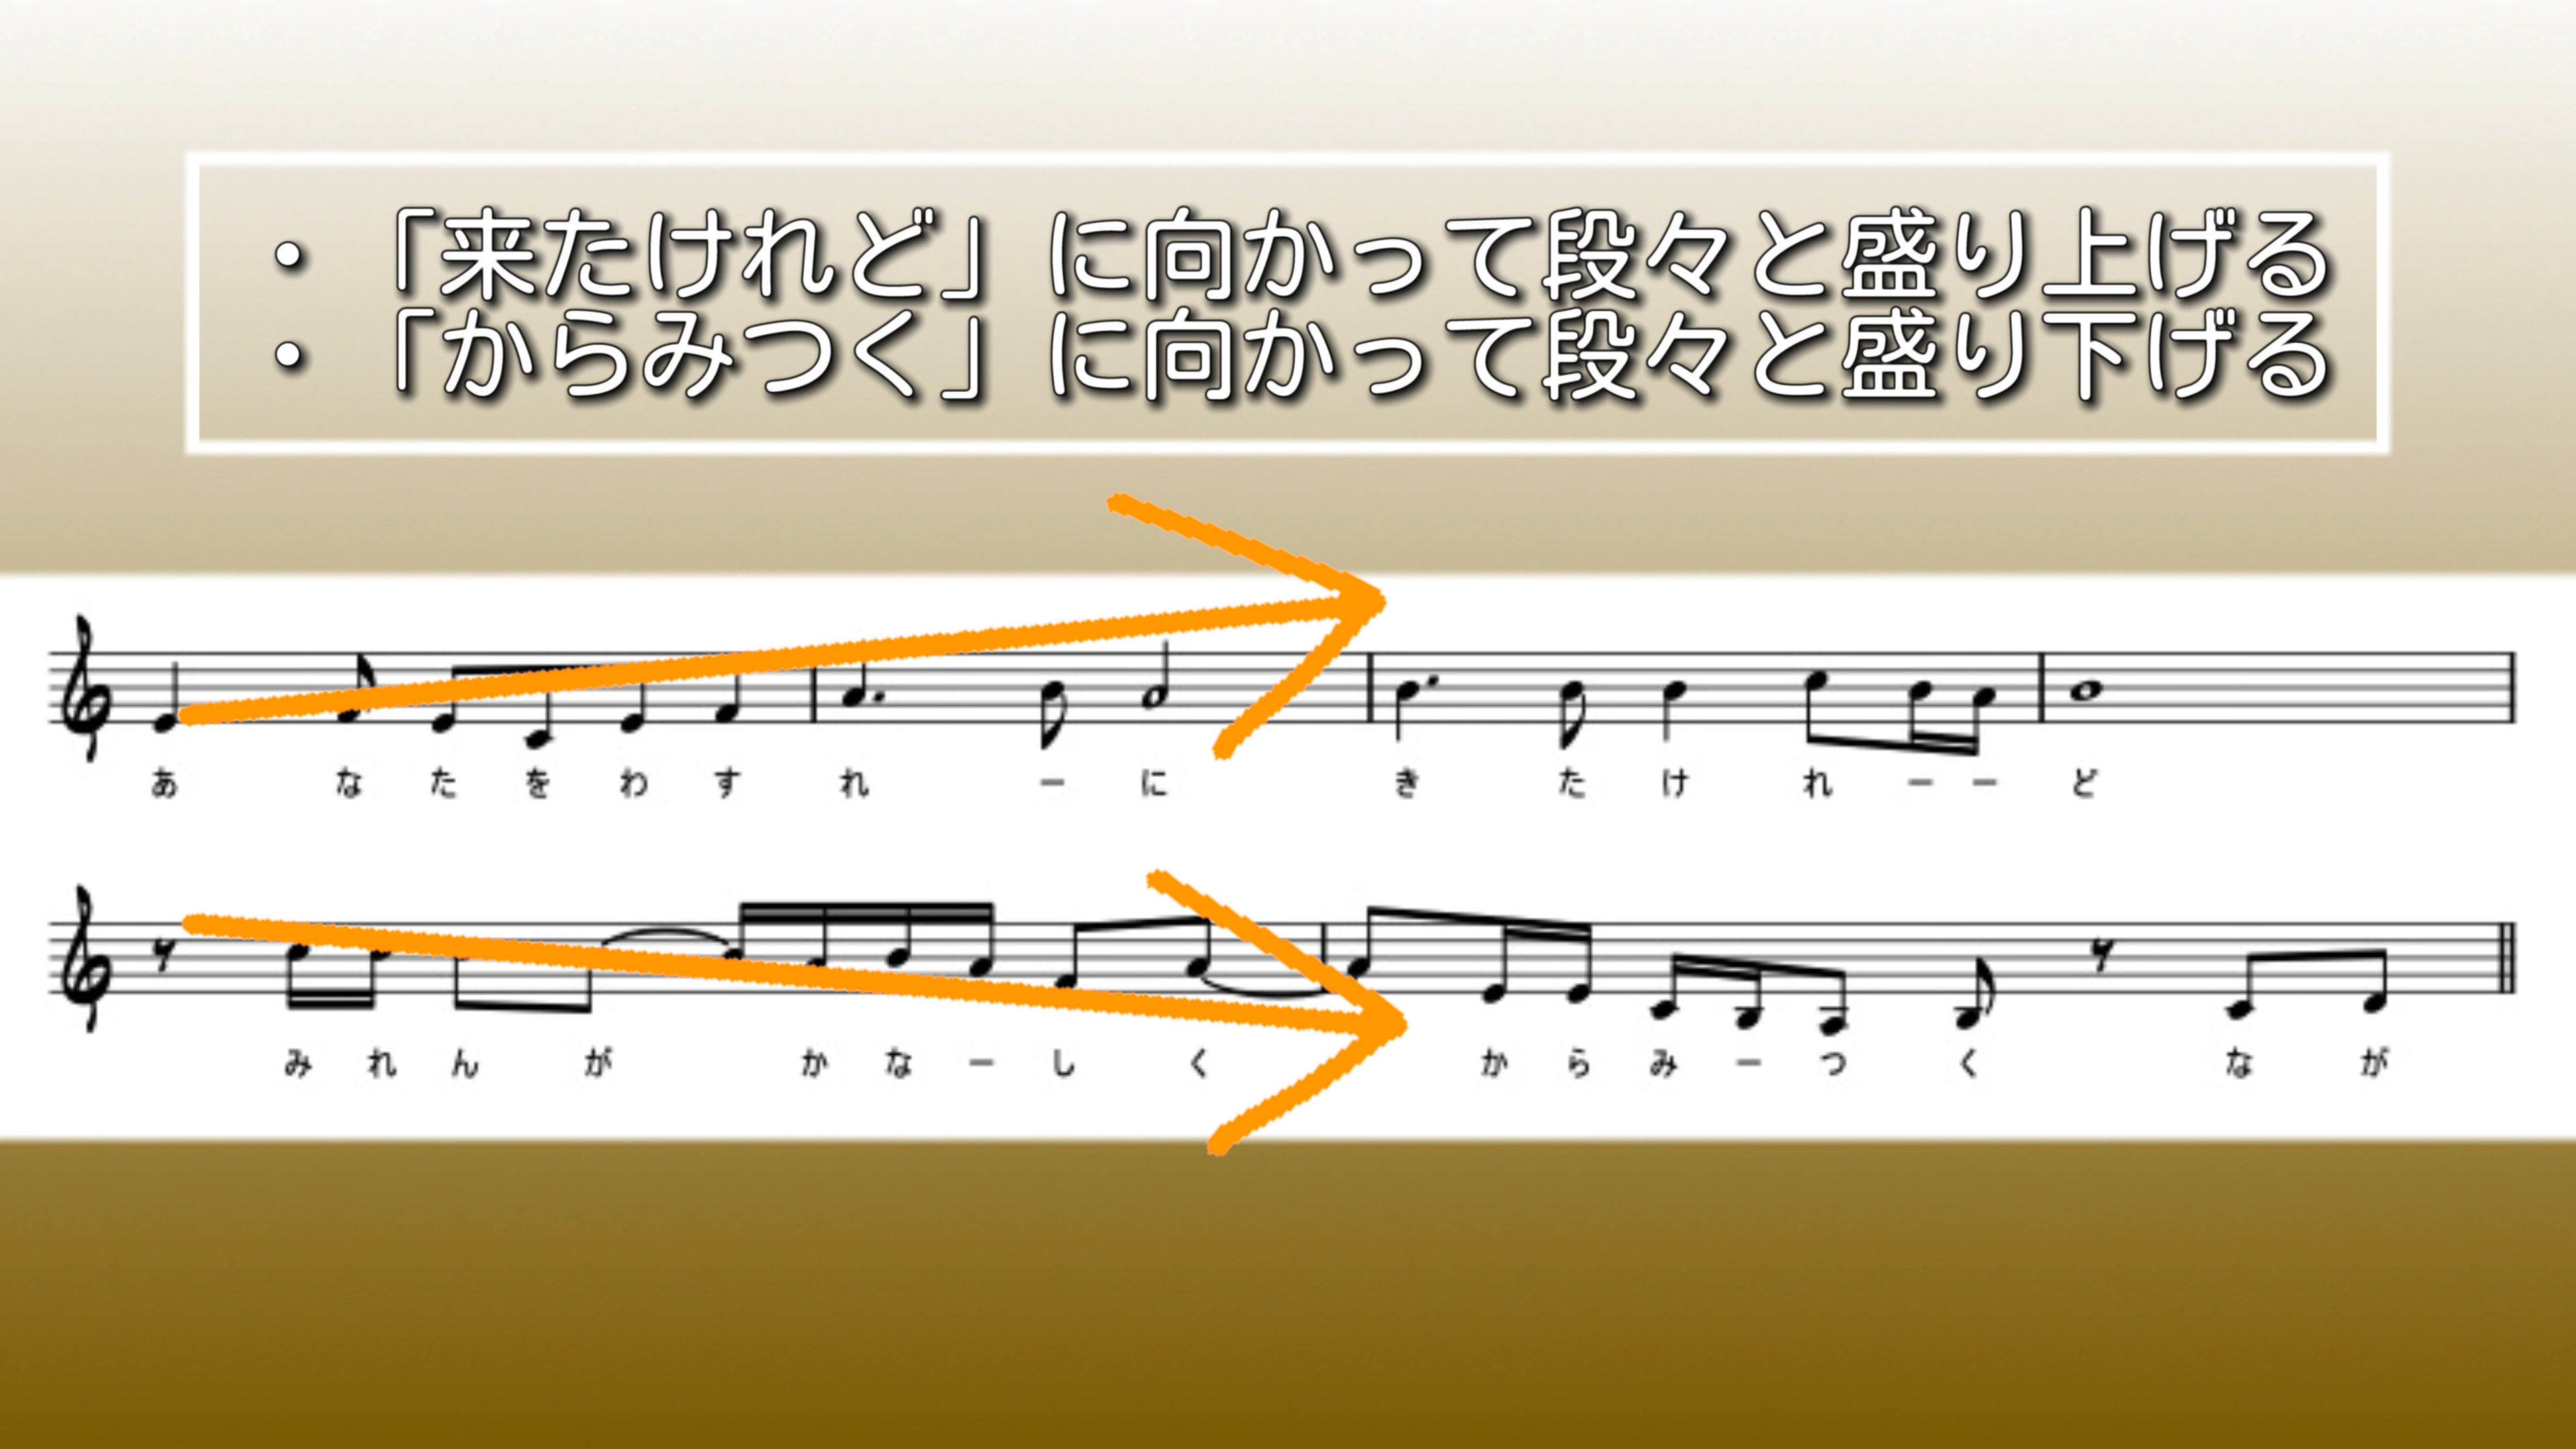 ・「来たけれど」に向かって段々と盛り上げる
・「からみつく」に向かって段々と盛り下げる
あ な た を わ す れ ー に き た け れ ー ー ど
み れ ん が か な ー し く か ら み ー つ く な が